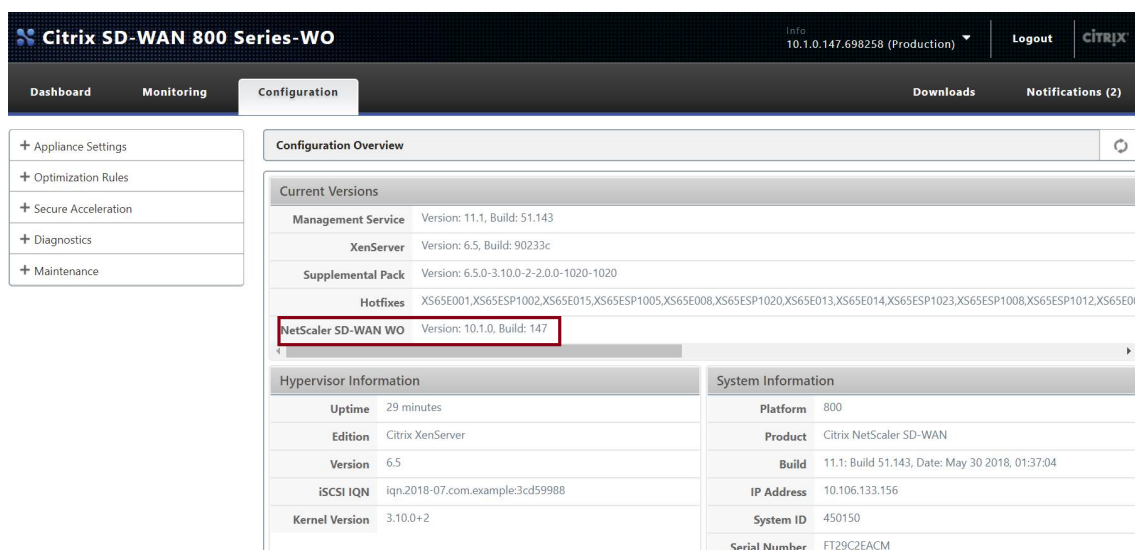 Citrix SD-WAN 800 Series-WO
Info
10.1.0.147.698258 (Production)
Logout
CITRIX
Dashboard Monitoring Configuration Downloads Notifications (2)
+ Appliance Settings
+ Optimization Rules
+ Secure Acceleration
+ Diagnostics
+ Maintenance
Configuration Overview
Current Versions
Management Service Version: 11.1, Build: 51.143
XenServer Version: 6.5, Build: 90233c
Supplemental Pack Version: 6.5.0-3.10.0-2-2.0.0-1020-1020
Hotfixes XS65E001,XS65ESP1002,XS65E015,XS65ESP1005,XS65E008,XS65ESP1020,XS65E013,XS65E014,XS65ESP1023,XS65ESP1008,XS65ESP1012,XS65E0
NetScaler SD-WAN WO Version: 10.1.0, Build: 147
Hypervisor Information
Uptime 29 minutes
Edition Citrix XenServer
Version 6.5
iSCSI IQN iqn.2018-07.com.example:3cd59988
Kernel Version 3.10.0+2
System Information
Platform 800
Product Citrix NetScaler SD-WAN
Build 11.1: Build 51.143, Date: May 30 2018, 01:37:04
IP Address 10.106.133.156
System ID 450150
Serial Number FT29C2EACM